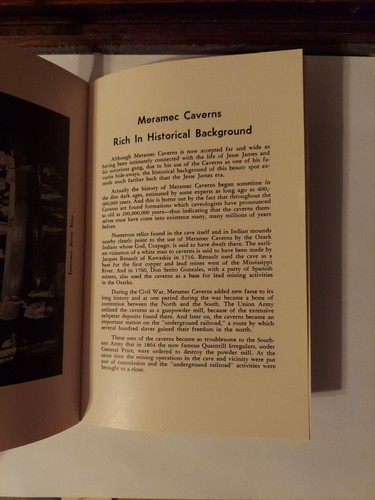 Meramec Caverns
Rich In Historical Background
Although Meramec Caverns is now accepted far and wide as
having been intimately connected with the life of Jesse James and
his notorious gang, due to his use of the Caverns as one of his fa-
vorite hide-aways, the historical background of this beauty spot ex-
tends much farther back than the Jesse James era.
Actually the history of Meramec Caverns began sometime in
the dim dark ages, estimated by some experts as long ago as 400,-
000,000 years. And this is borne out by the fact that throughout the
Caverns are found formations which cavologists have pronounced
as old as 200,000,000 years—thus indicating that the caverns them-
selves must have come into existence many, many millions of years
before.
Numerous relics found in the cave itself and in Indian mounds
nearby clearly point to the use of Meramec Caverns by the Ozark
Indian whose God, Ucapago, is said to have dwelt there. The earli-
est visitation of a white man to caverns is said to have been made by
Jacques Renault of Kawaskia in 1716. Renault used the cave as a
base for the first copper and lead mines west of the Mississippi
River. And in 1760, Don Serito Gonzales, with a party of Spanish
miners, also used the caverns as a base for lead mining activities
in the Ozarks.
During the Civil War, Meramec Caverns added new fame to its
long history and at one period during the war became a bone of
contention between the North and the South. The Union Army
utilized the caverns as a gunpowder mill, because of the extensive
saltpeter deposits found there. And later on, the caverns became an
important station on the "underground railroad," a route by which
several hundred slaves gained their freedom in the north.
These uses of the caverns became so troublesome to the South-
ern Army that in 1864 the now famous Quantrill Irregulars, under
General Price, were ordered to destroy the powder mill. At the
same time the mining operations in the cave and vicinity were put
out of commission and the "underground railroad" activities were
brought to a close.